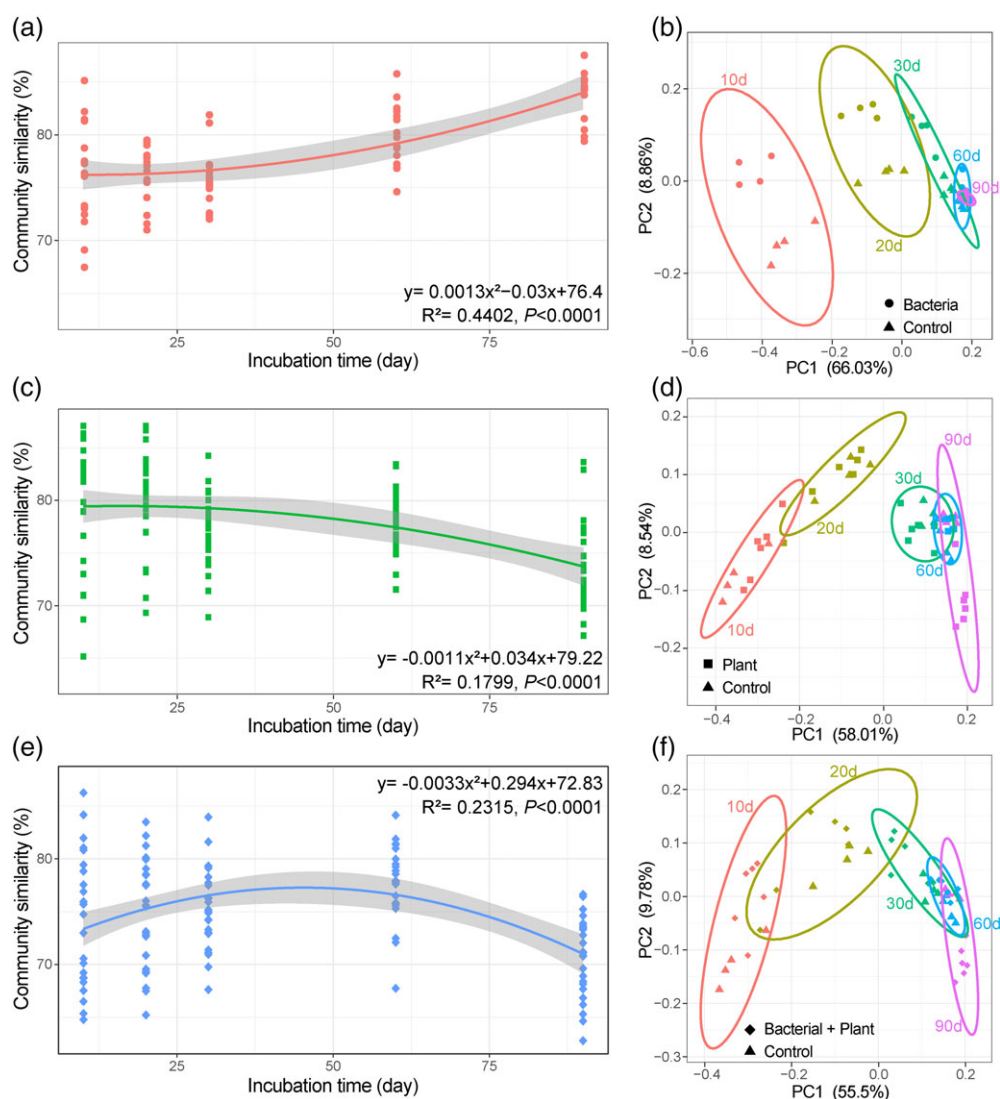 (a)
Community similarity (%)
80
70
25
50
75
Incubation time (day)
y= 0.0013x²−0.03x+76.4
R²= 0.4402, P<0.0001
(b)
PC2 (8.86%)
0.2
0.0
−0.2
−0.6
−0.4
−0.2
0.0
0.2
PC1 (66.03%)
10d
20d
30d
60d
90d
Bacteria
Control
(c)
Community similarity (%)
80
70
25
50
75
Incubation time (day)
y= -0.0011x²+0.034x+79.22
R²= 0.1799, P<0.0001
(d)
PC2 (8.54%)
0.2
0.1
0.0
−0.1
−0.2
−0.4
−0.2
0.0
0.2
PC1 (58.01%)
10d
20d
30d
60d
90d
Plant
Control
(e)
Community similarity (%)
80
70
25
50
75
Incubation time (day)
y= -0.0033x²+0.294x+72.83
R²= 0.2315, P<0.0001
(f)
PC2 (9.78%)
0.2
0.1
0.0
−0.1
−0.2
−0.3
−0.4
−0.2
0.0
0.2
PC1 (55.5%)
10d
20d
30d
60d
90d
Bacterial + Plant
Control